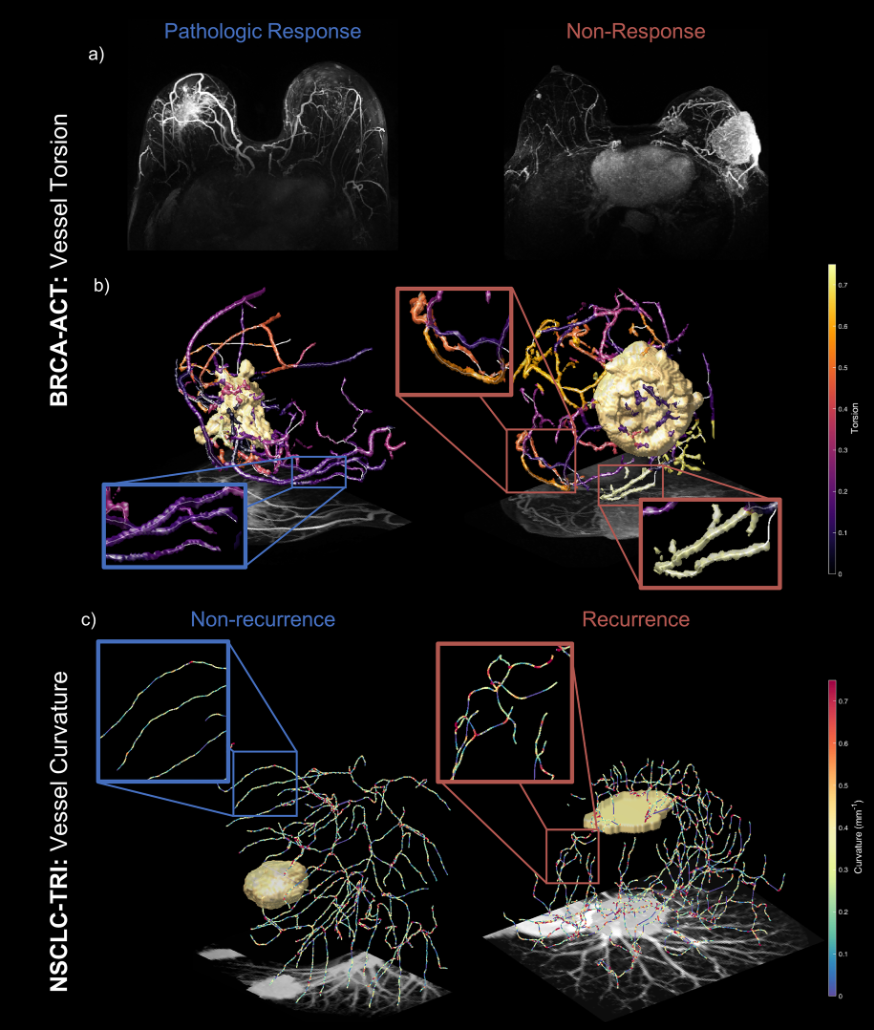 Pathologic Response
Non-Response
a)
BRCA-ACT: Vessel Torsion
b)
0.7
0.6
0.5
0.4
0.3
0.2
0.1
0
Torsion
c)
Non-recurrence
Recurrence
NSCLC-TRI: Vessel Curvature
0.7
0.6
0.5
0.4
0.3
0.2
0.1
0
Curvature (mm⁻¹)